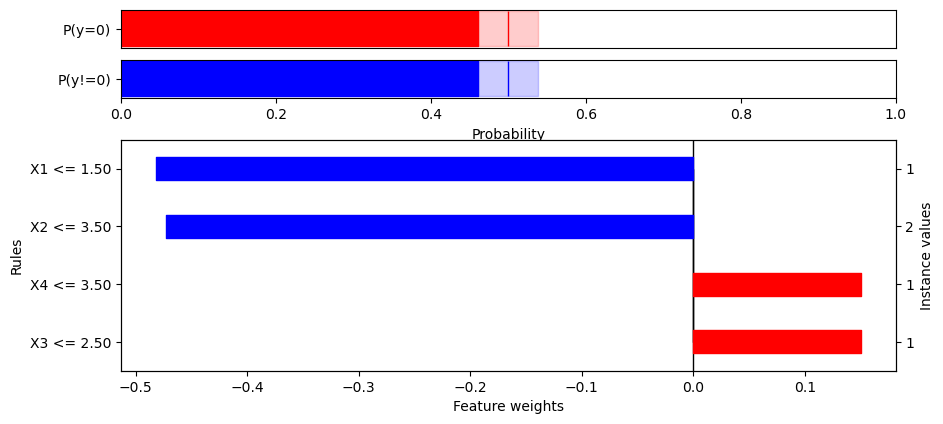 P(y=0)
P(y!=0)
0.0 0.2 0.4 0.6 0.8 1.0
Probability
X1 <= 1.50 1
X2 <= 3.50 2
X4 <= 3.50 1
X3 <= 2.50 1
Rules
Instance values
−0.5 −0.4 −0.3 −0.2 −0.1 0.0 0.1
Feature weights